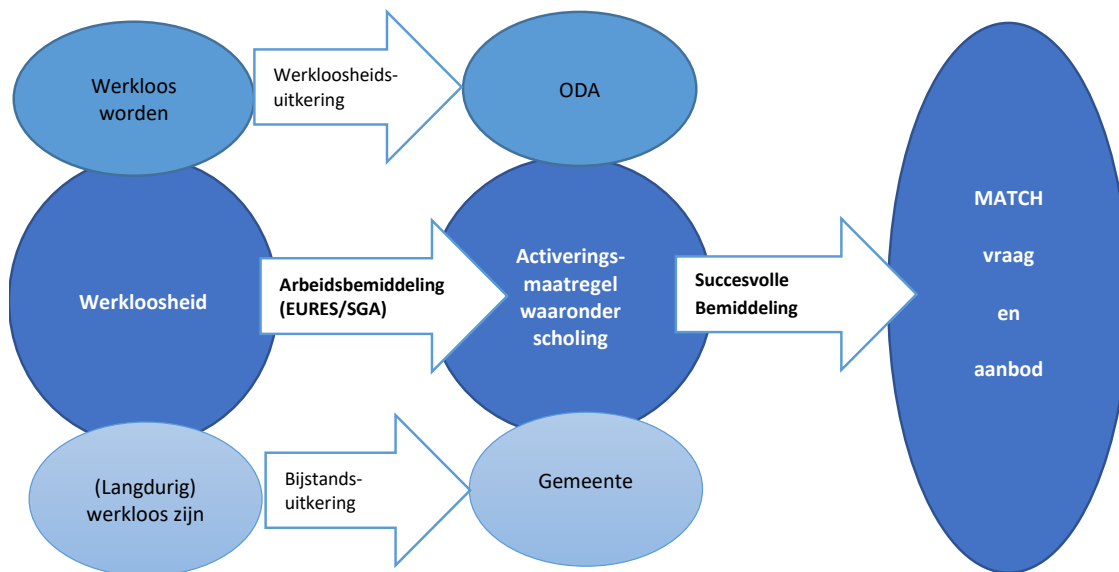 Werkloos
worden
Werkloosheids-
uitkering
ODA
Werkloosheid
Arbeidsbemiddeling
(EURES/SGA)
Activerings-
maatregel
waaronder
scholing
Succesvolle
Bemiddeling
MATCH
vraag
en
aanbod
(Langdurig)
werkloos zijn
Bijstands-
uitkering
Gemeente